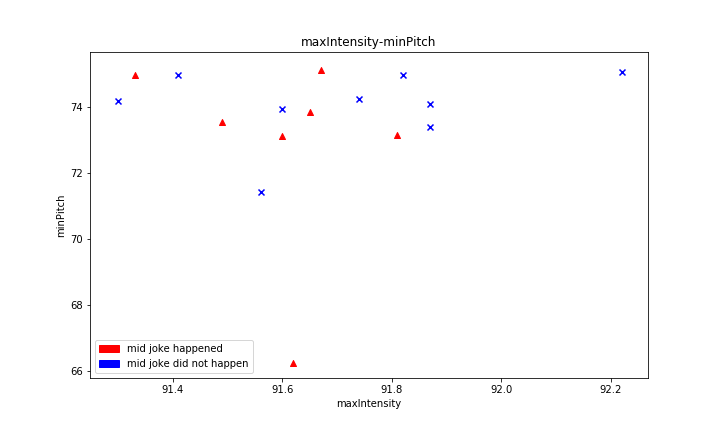 maxIntensity-minPitch
minPitch
74
72
70
68
66
mid joke happened
mid joke did not happen
91.4 91.6 91.8 92.0 92.2
maxIntensity